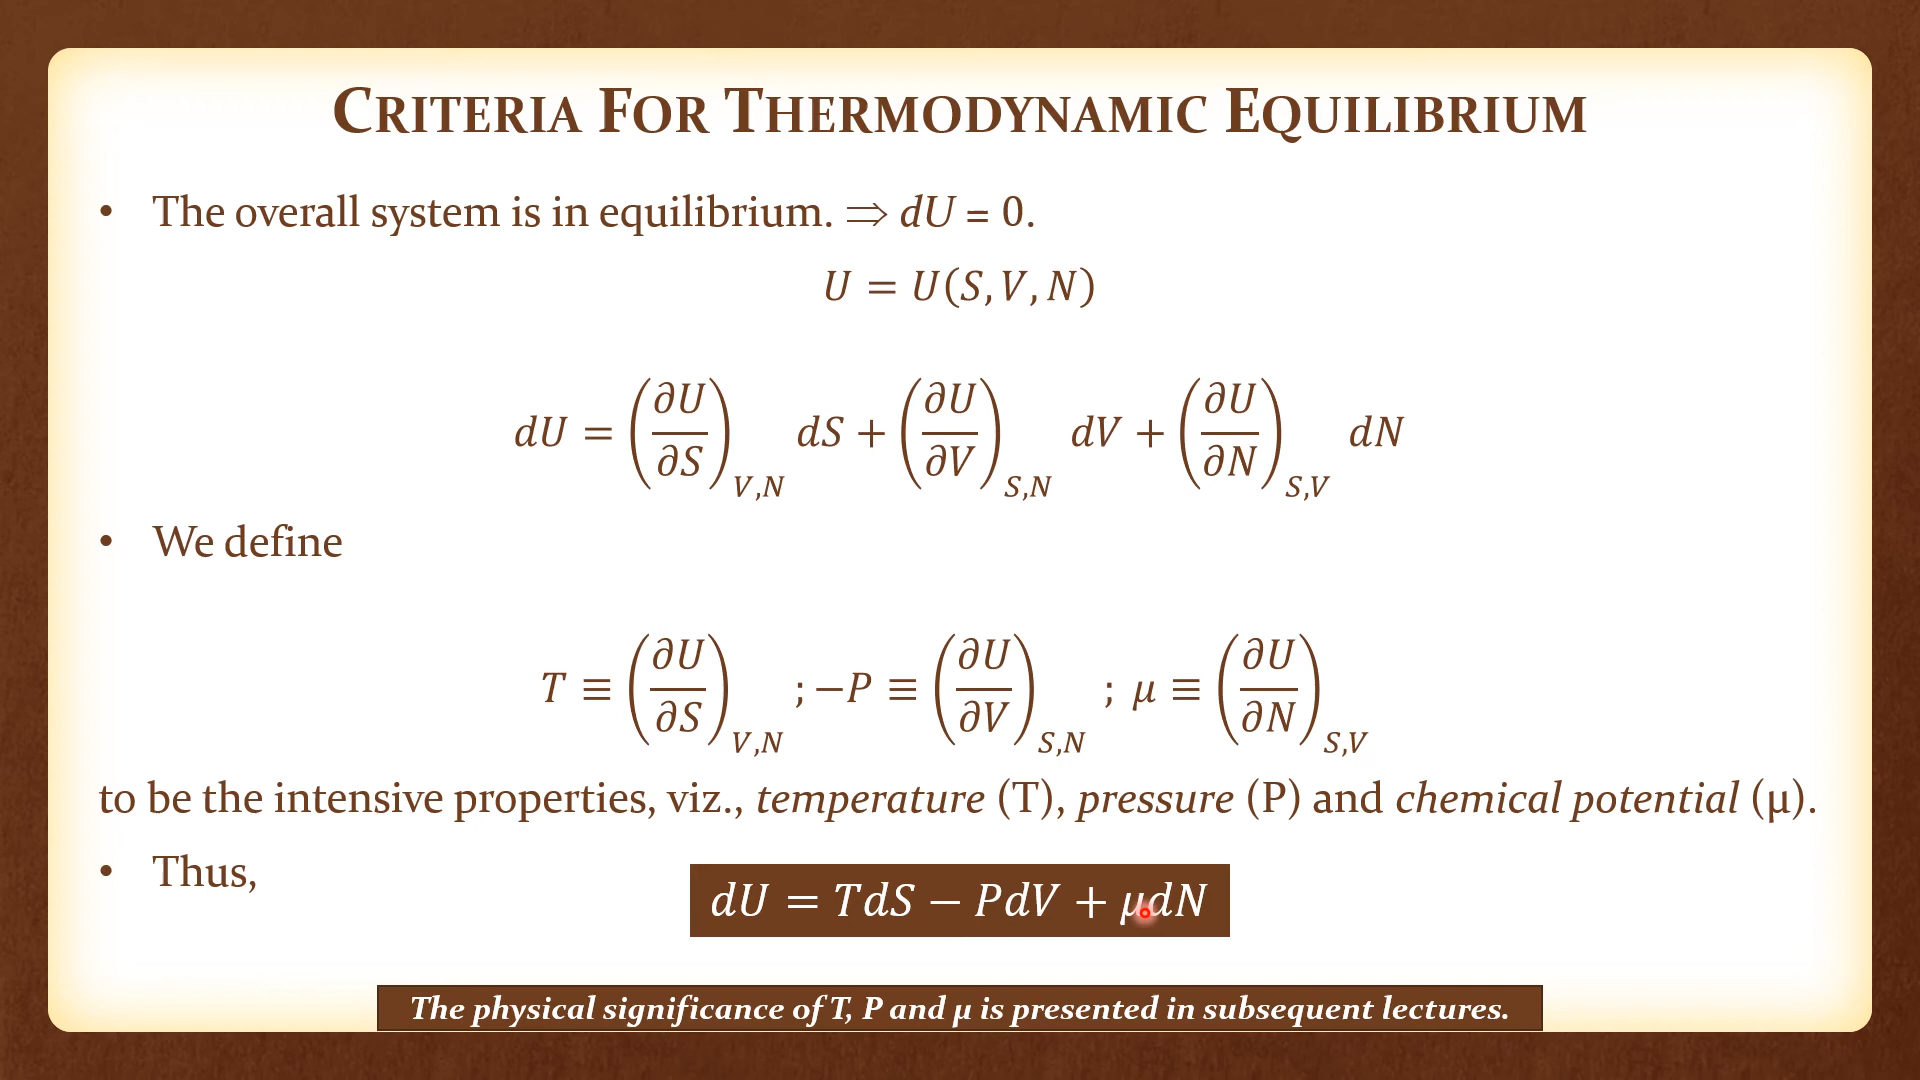 CRITERIA FOR THERMODYNAMIC EQUILIBRIUM
• The overall system is in equilibrium. ⇒ dU = 0.
U = U(S, V, N)
dU = (∂U/∂S)_{V,N} dS + (∂U/∂V)_{S,N} dV + (∂U/∂N)_{S,V} dN
• We define
T ≡ (∂U/∂S)_{V,N} ; −P ≡ (∂U/∂V)_{S,N} ; μ ≡ (∂U/∂N)_{S,V}
to be the intensive properties, viz., temperature (T), pressure (P) and chemical potential (μ).
• Thus,
dU = TdS − PdV + μdN
The physical significance of T, P and μ is presented in subsequent lectures.